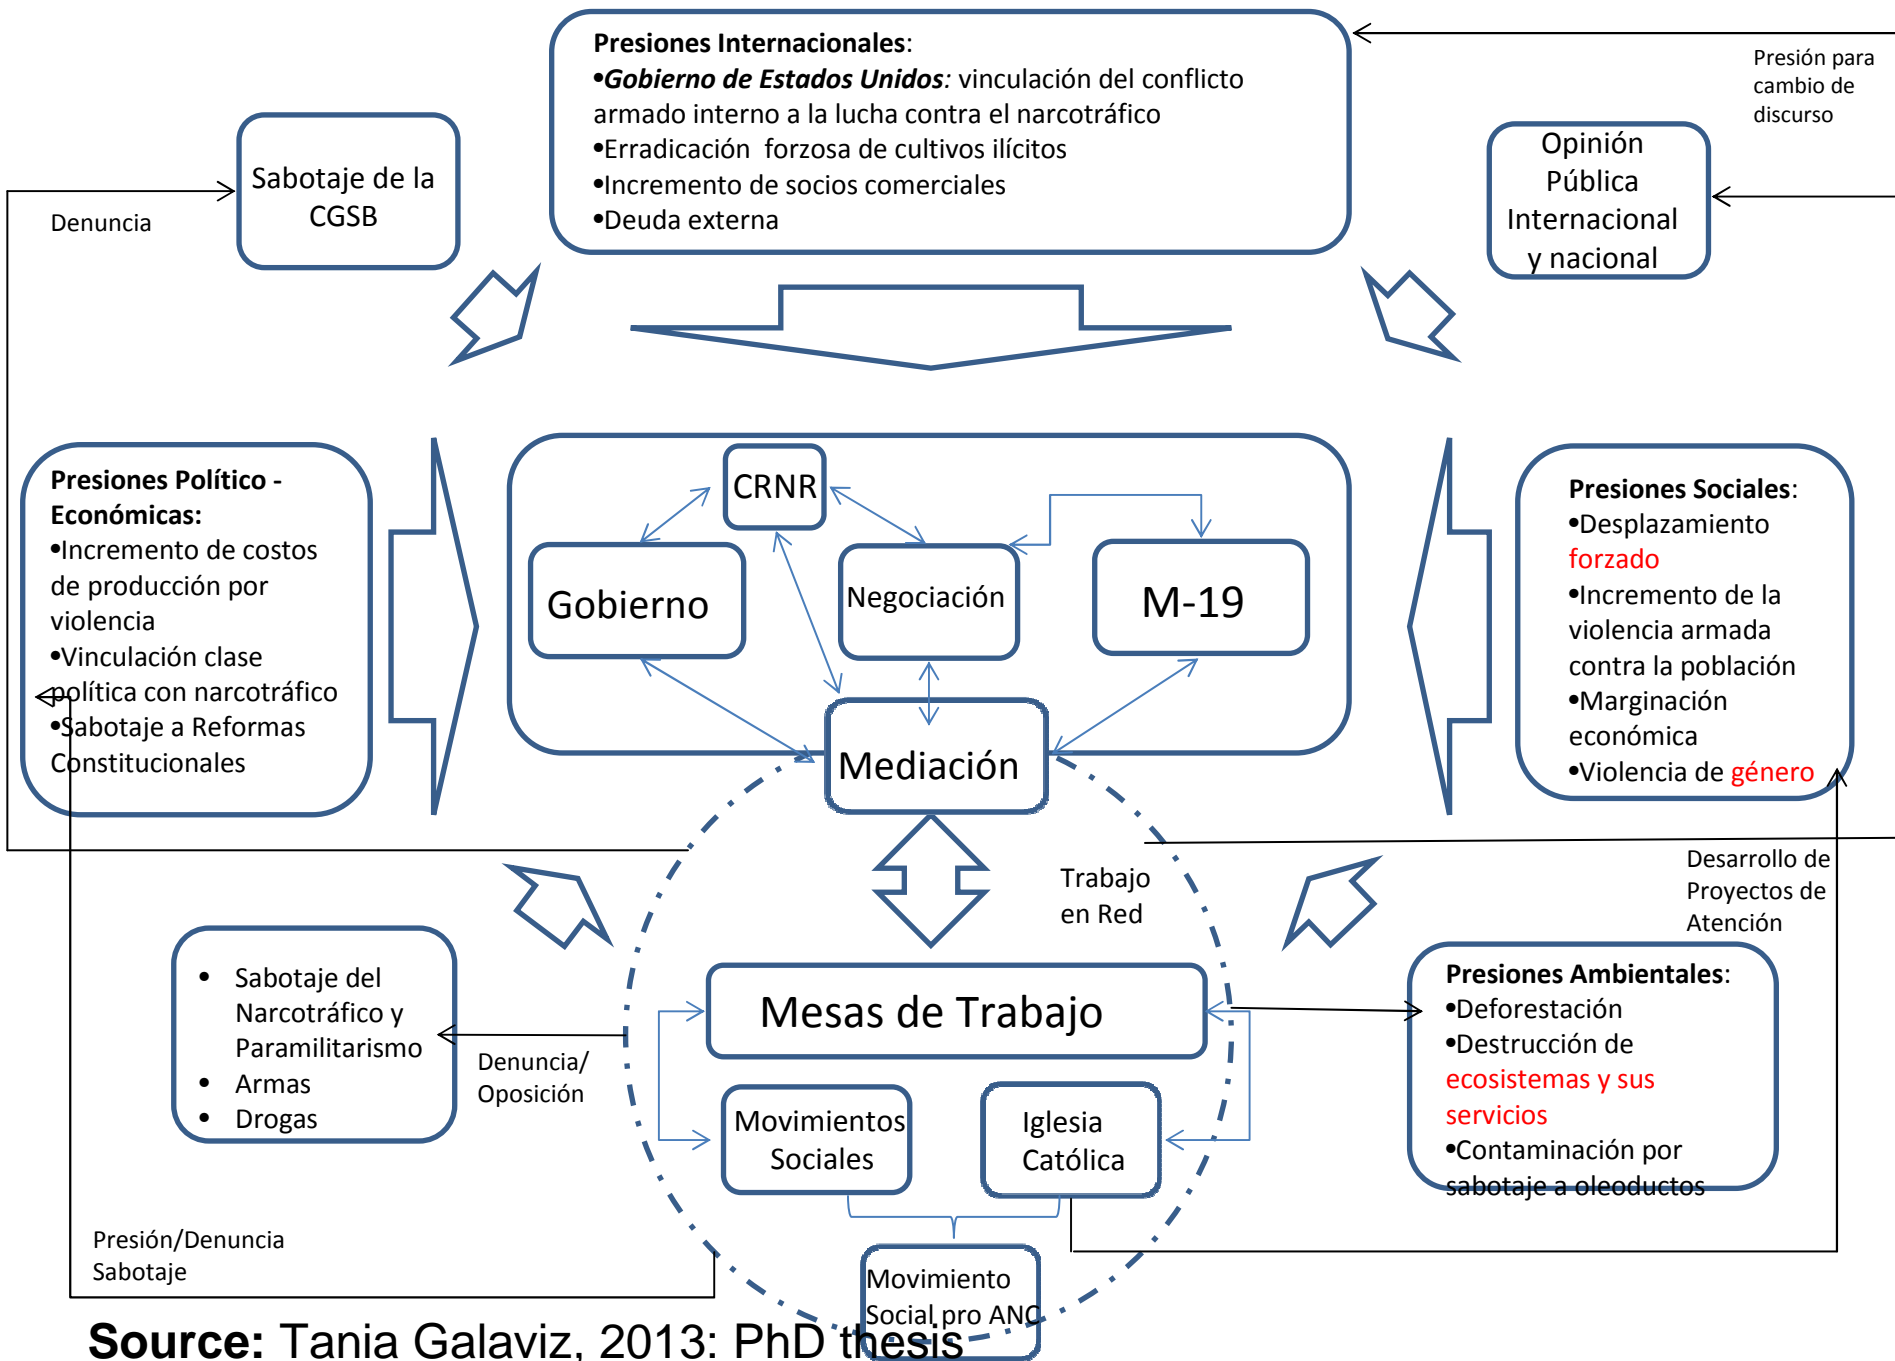 Presiones Internacionales:
•Gobierno de Estados Unidos: vinculación del conflicto
armado interno a la lucha contra el narcotráfico
•Erradicación forzosa de cultivos ilícitos
•Incremento de socios comerciales
•Deuda externa
Presión para
cambio de
discurso
Sabotaje de la
CGSB
Denuncia
Opinión
Pública
Internacional
y nacional
Presiones Político -
Económicas:
•Incremento de costos
de producción por
violencia
•Vinculación clase
política con narcotráfico
•Sabotaje a Reformas
Constitucionales
CRNR
Gobierno
Negociación
M-19
Mediación
Presiones Sociales:
•Desplazamiento
forzado
•Incremento de la
violencia armada
contra la población
•Marginación
económica
•Violencia de género
Trabajo
en Red
Desarrollo de
Proyectos de
Atención
• Sabotaje del
Narcotráfico y
Paramilitarismo
• Armas
• Drogas
Denuncia/
Oposición
Mesas de Trabajo
Movimientos
Sociales
Iglesia
Católica
Presiones Ambientales:
•Deforestación
•Destrucción de
ecosistemas y sus
servicios
•Contaminación por
sabotaje a oleoductos
Presión/Denuncia
Sabotaje
Movimiento
Social pro ANC
Source: Tania Galaviz, 2013: PhD thesis